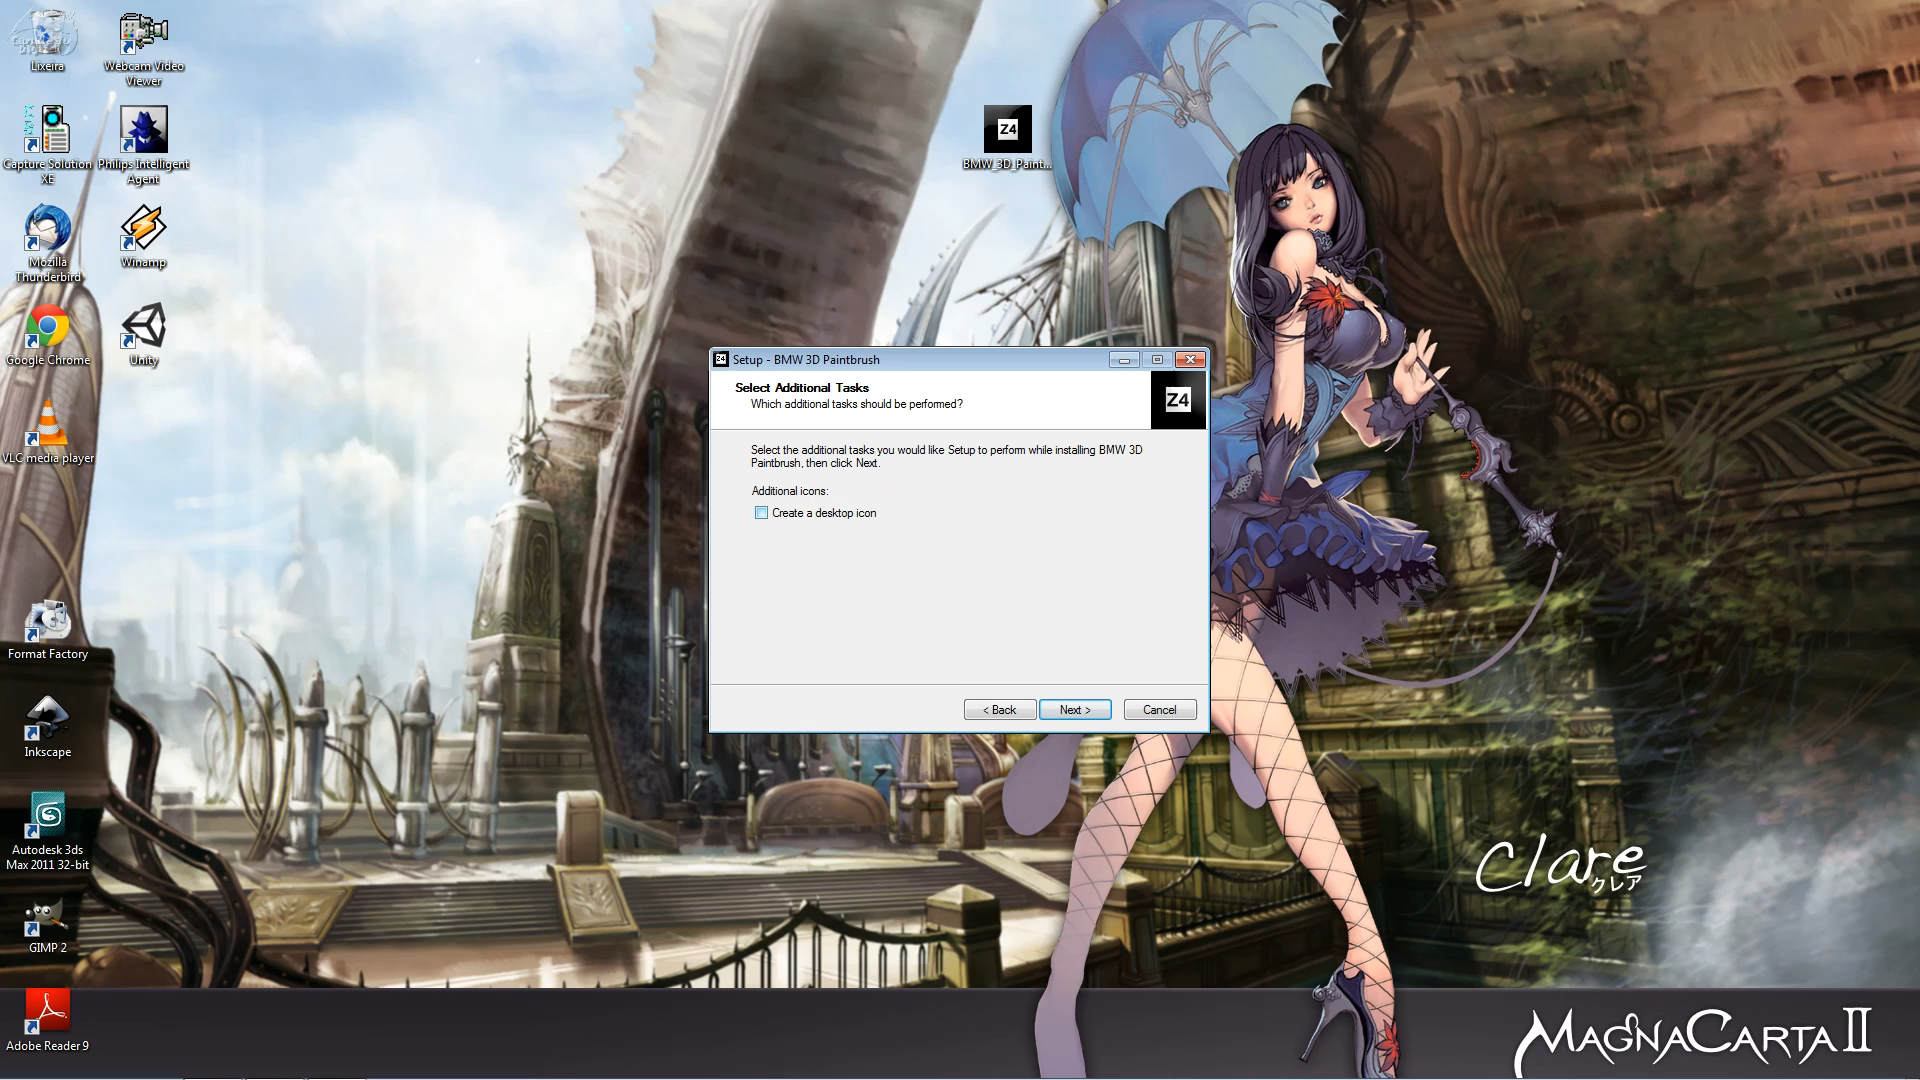 Lixeira
Webcam Video
Viewer
Capture Solution
XE
Philips Intelligent
Agent
Mozilla
Thunderbird
Winamp
Google Chrome
Unity
VLC media player
Format Factory
Inkscape
Autodesk 3ds
Max 2011 32-bit
GIMP 2
Adobe Reader 9
Z4
BMW_3D_Paint...
Z4 Setup - BMW 3D Paintbrush
Select Additional Tasks
Which additional tasks should be performed?
Z4
Select the additional tasks you would like Setup to perform while installing BMW 3D
Paintbrush, then click Next.
Additional icons:
Create a desktop icon
< Back
Next >
Cancel
Clare
クレア
MAGNACARTA II